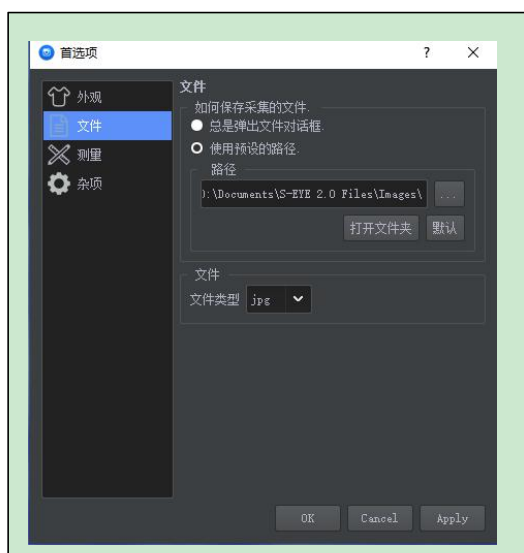 首选项
?
×
外观
文件
测量
杂项
文件
如何保存采集的文件.
总是弹出文件对话框.
使用预设的路径.
路径
):\Documents\S-EYE 2.0 Files\Images\
...
打开文件夹
默认
文件
文件类型 jpg
OK
Cancel
Apply